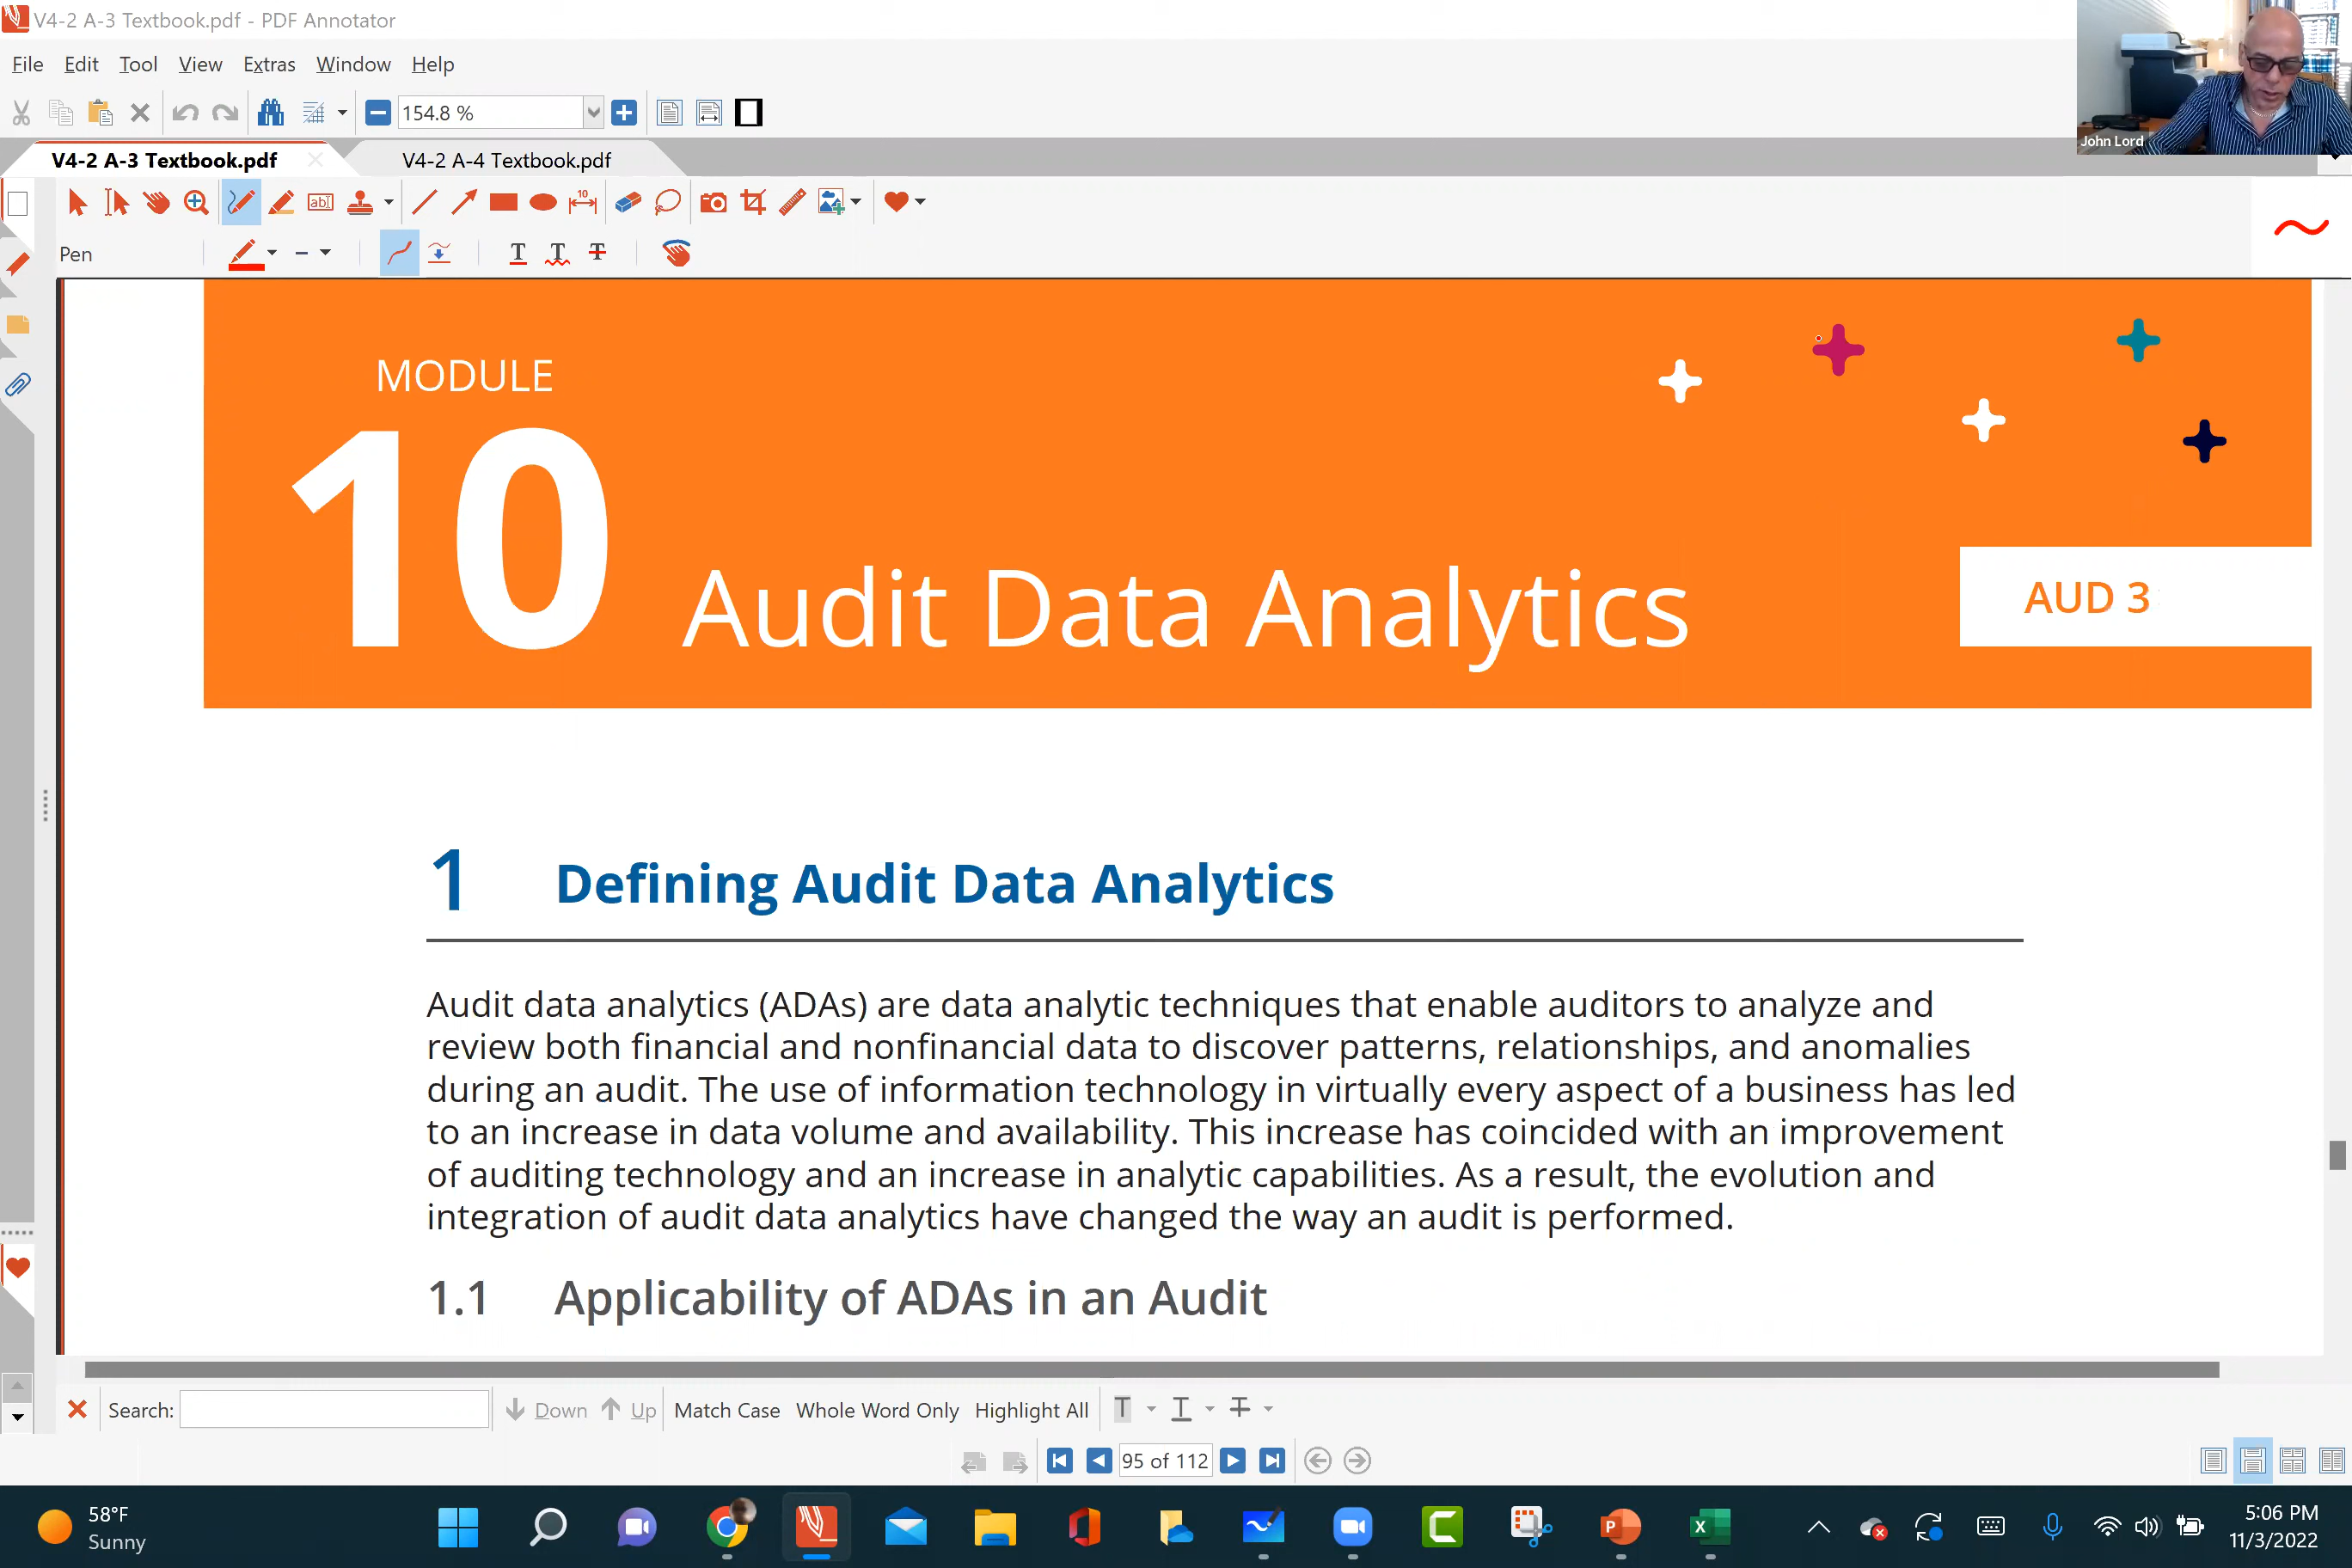 V4-2 A-3 Textbook.pdf - PDF Annotator
File Edit Tool View Extras Window Help
154.8 %
John Lord
V4-2 A-3 Textbook.pdf V4-2 A-4 Textbook.pdf
abI 10
Pen T T T
MODULE
10 Audit Data Analytics
AUD 3
1 Defining Audit Data Analytics
Audit data analytics (ADAs) are data analytic techniques that enable auditors to analyze and
review both financial and nonfinancial data to discover patterns, relationships, and anomalies
during an audit. The use of information technology in virtually every aspect of a business has led
to an increase in data volume and availability. This increase has coincided with an improvement
of auditing technology and an increase in analytic capabilities. As a result, the evolution and
integration of audit data analytics have changed the way an audit is performed.
1.1 Applicability of ADAs in an Audit
Search: Down Up Match Case Whole Word Only Highlight All T T T
95 of 112
58°F
Sunny
P X
5:06 PM
11/3/2022